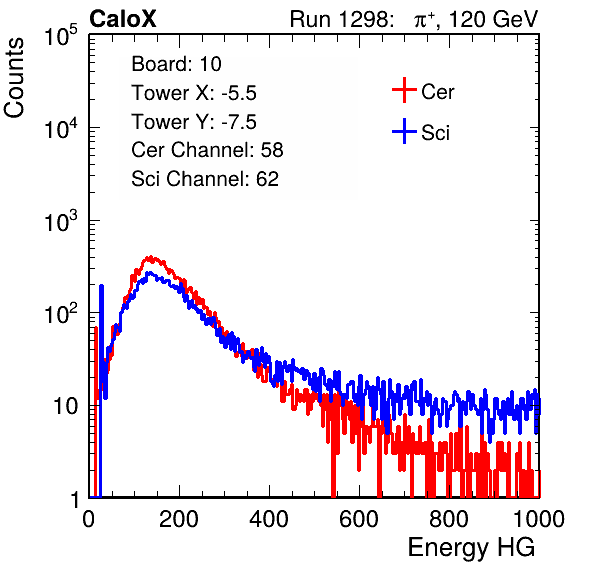 CaloX Run 1298: π⁺, 120 GeV
Counts
Board: 10
Tower X: -5.5
Tower Y: -7.5
Cer Channel: 58
Sci Channel: 62
Cer
Sci
10⁵
10⁴
10³
10²
10
1
0 200 400 600 800 1000
Energy HG